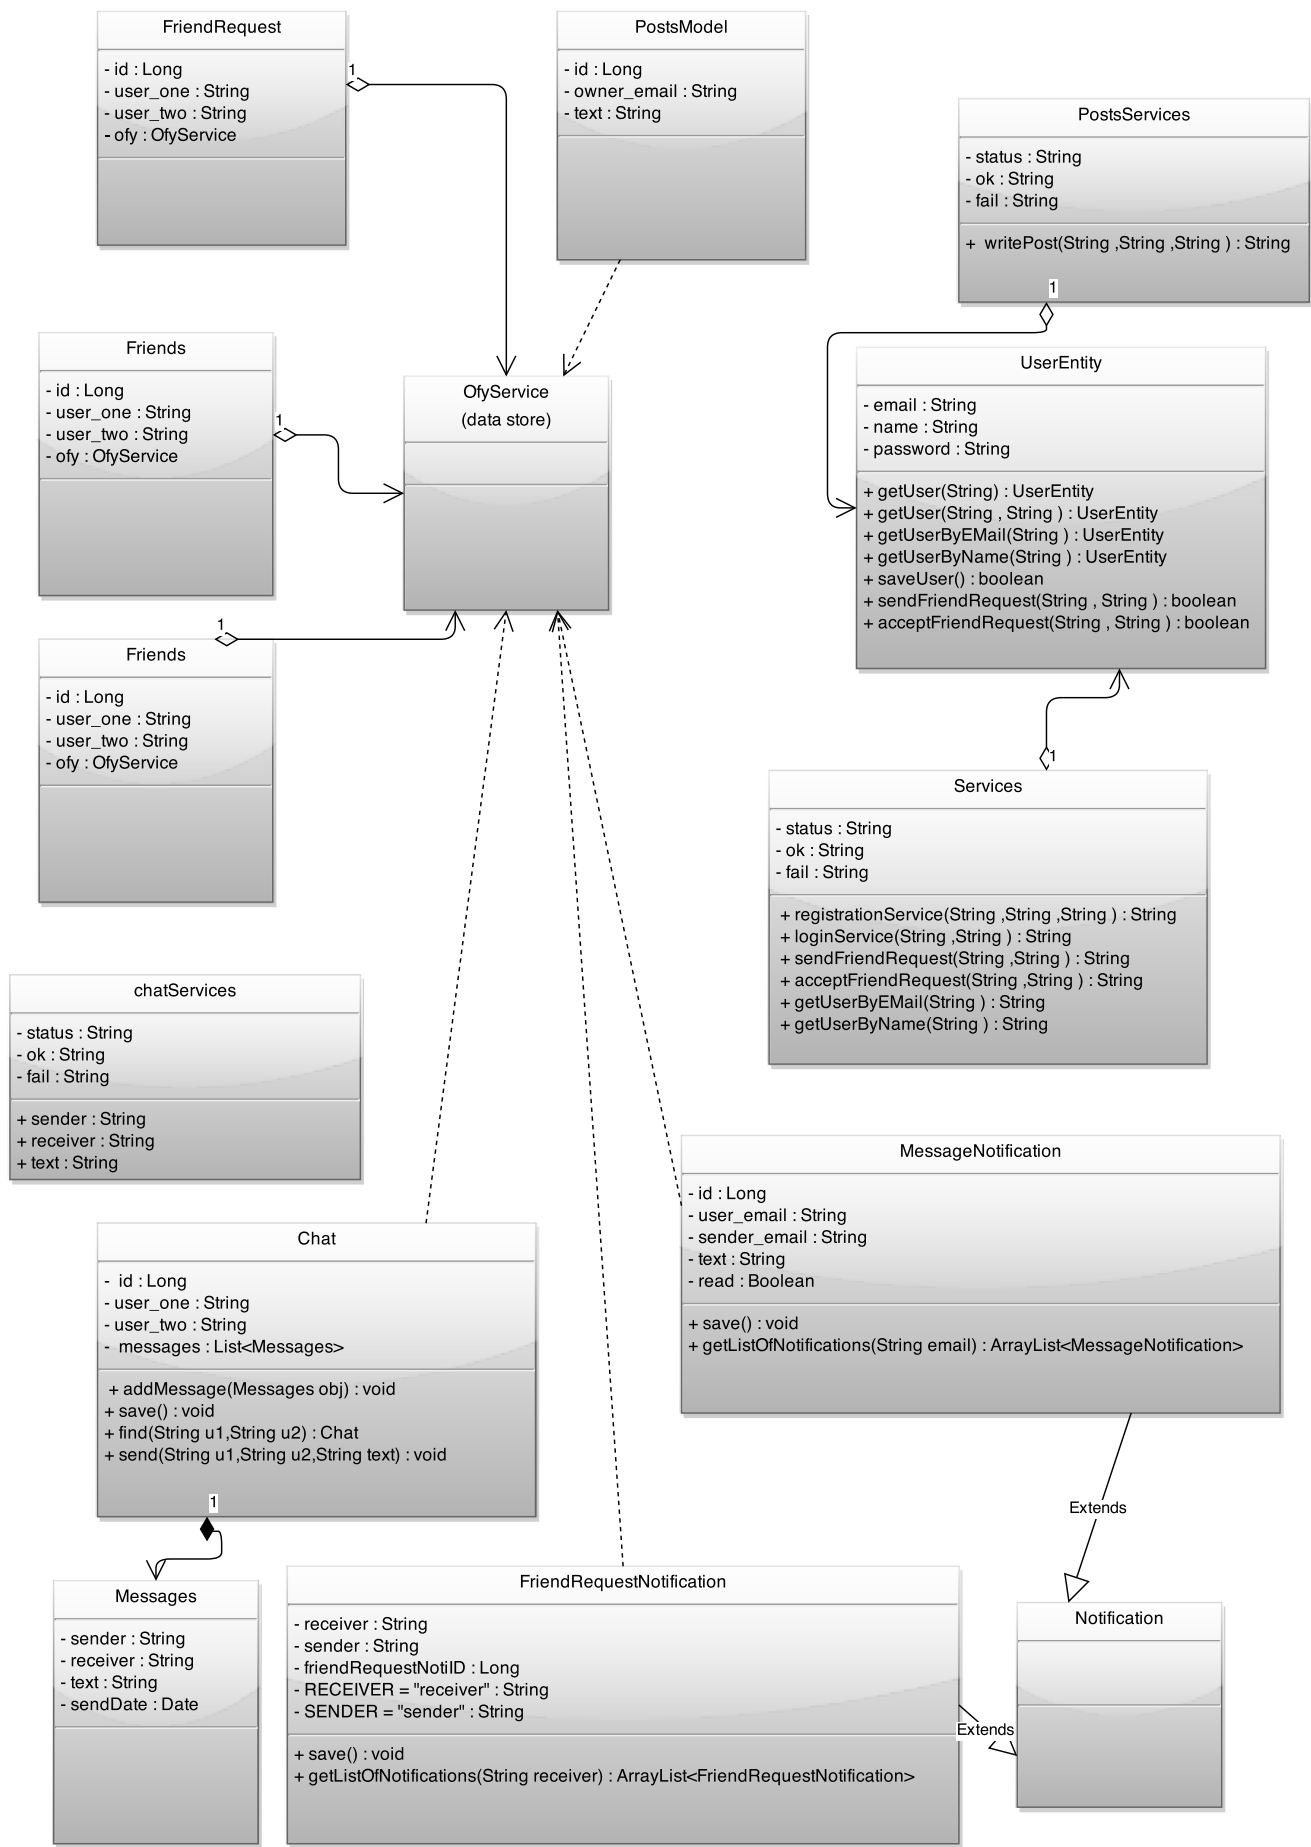 FriendRequest
- id : Long
- user_one : String
- user_two : String
- ofy : OfyService
1
PostsModel
- id : Long
- owner_email : String
- text : String
PostsServices
- status : String
- ok : String
- fail : String
+ writePost(String ,String ,String ) : String
1
Friends
- id : Long
- user_one : String
- user_two : String
- ofy : OfyService
1
OfyService
(data store)
UserEntity
- email : String
- name : String
- password : String
+ getUser(String) : UserEntity
+ getUser(String , String ) : UserEntity
+ getUserByEMail(String ) : UserEntity
+ getUserByName(String ) : UserEntity
+ saveUser() : boolean
+ sendFriendRequest(String , String ) : boolean
+ acceptFriendRequest(String , String ) : boolean
1
Friends
- id : Long
- user_one : String
- user_two : String
- ofy : OfyService
1
Services
- status : String
- ok : String
- fail : String
+ registrationService(String ,String ,String ) : String
+ loginService(String ,String ) : String
+ sendFriendRequest(String ,String ) : String
+ acceptFriendRequest(String ,String ) : String
+ getUserByEMail(String ) : String
+ getUserByName(String ) : String
chatServices
- status : String
- ok : String
- fail : String
+ sender : String
+ receiver : String
+ text : String
MessageNotification
- id : Long
- user_email : String
- sender_email : String
- text : String
- read : Boolean
+ save() : void
+ getListOfNotifications(String email) : ArrayList<MessageNotification>
Chat
- id : Long
- user_one : String
- user_two : String
- messages : List<Messages>
+ addMessage(Messages obj) : void
+ save() : void
+ find(String u1,String u2) : Chat
+ send(String u1,String u2,String text) : void
1
Extends
Messages
- sender : String
- receiver : String
- text : String
- sendDate : Date
FriendRequestNotification
- receiver : String
- sender : String
- friendRequestNotiID : Long
- RECEIVER = "receiver" : String
- SENDER = "sender" : String
+ save() : void
+ getListOfNotifications(String receiver) : ArrayList<FriendRequestNotification>
Extends
Notification